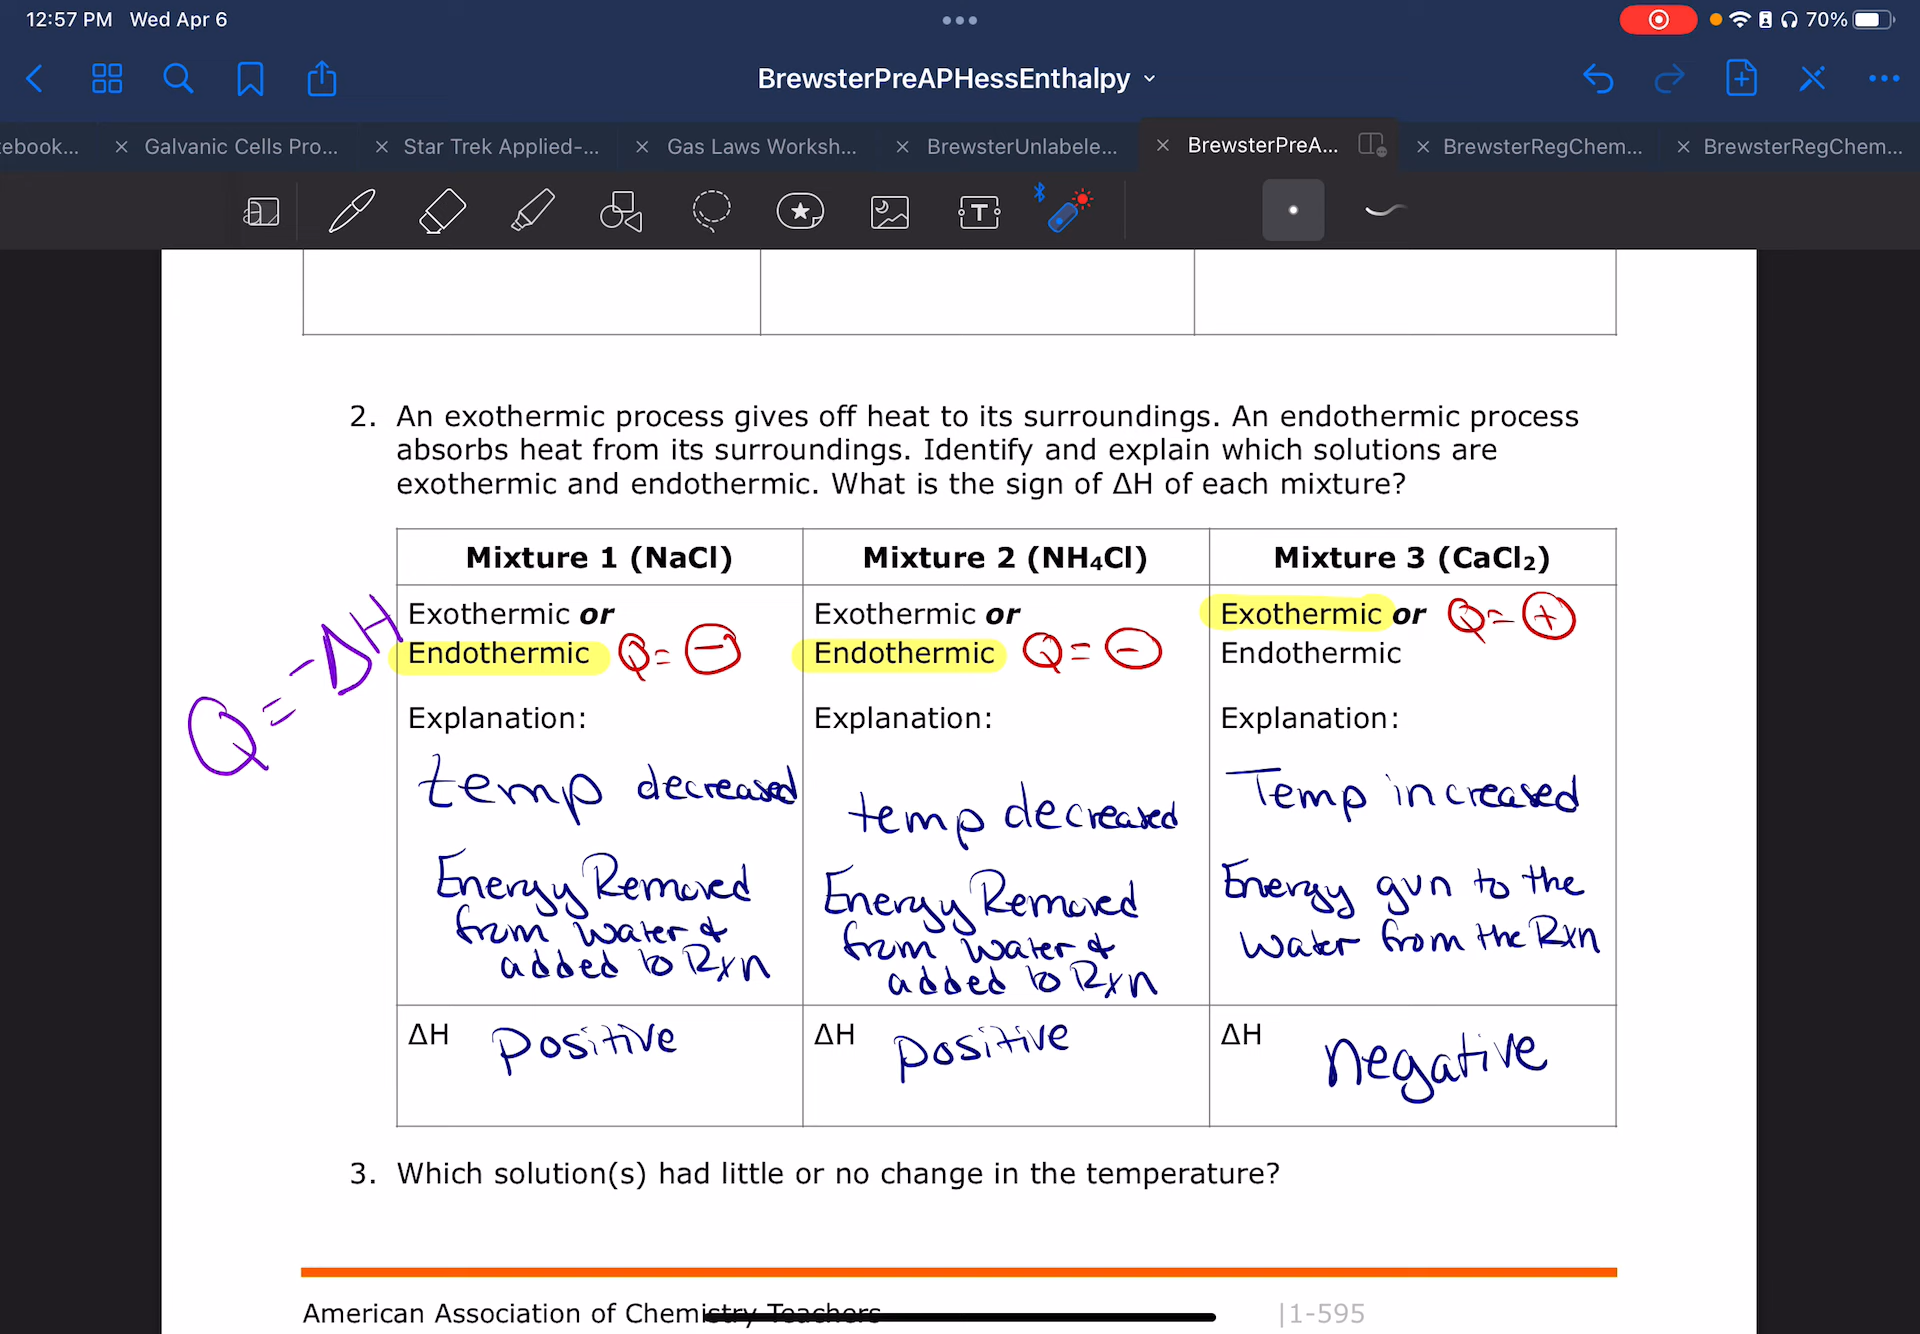 12:57 PM Wed Apr 6
70%
BrewsterPreAPHessEnthalpy
ebook...
Galvanic Cells Pro...
Star Trek Applied-...
Gas Laws Worksh...
BrewsterUnlabele...
BrewsterPreA...
BrewsterRegChem...
BrewsterRegChem...
2. An exothermic process gives off heat to its surroundings. An endothermic process
absorbs heat from its surroundings. Identify and explain which solutions are
exothermic and endothermic. What is the sign of ΔH of each mixture?
Q = -ΔH
Mixture 1 (NaCl)
Exothermic or
Endothermic Q = -
Explanation:
temp decreased
Energy Removed
from water &
added to Rxn
ΔH positive
Mixture 2 (NH₄Cl)
Exothermic or
Endothermic Q = -
Explanation:
temp decreased
Energy Removed
from water &
added to Rxn
ΔH positive
Mixture 3 (CaCl₂)
Exothermic or Q = +
Endothermic
Explanation:
Temp increased
Energy gvn to the
water from the Rxn
ΔH negative
3. Which solution(s) had little or no change in the temperature?
American Association of Chemistry Teachers
|1-595